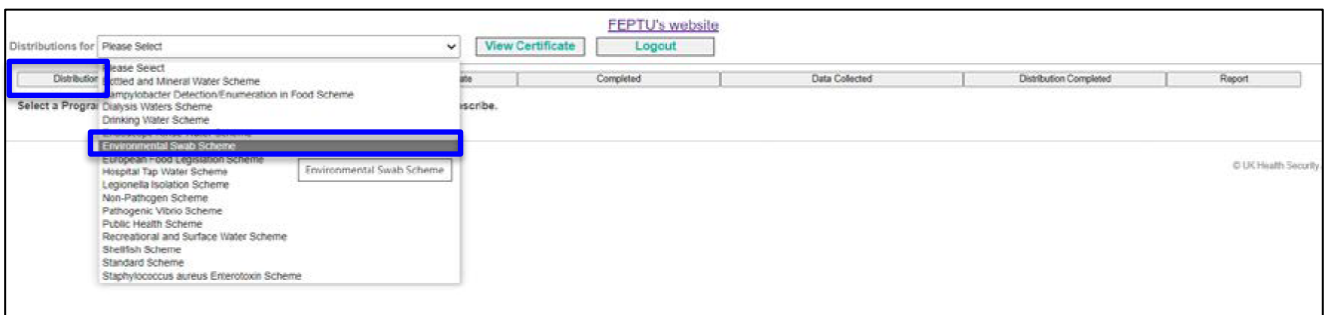 FEPTU's website
Distributions for Please Select View Certificate Logout
Please Select
Bottled and Mineral Water Scheme
Distribution Completed Data Collected Distribution Completed Report
Campylobacter Detection/Enumeration in Food Scheme
Select a Dialysis Waters Scheme
Drinking Water Scheme
Environmental Swab Scheme
European Food Legislation Scheme
Hospital Tap Water Scheme Environmental Swab Scheme
© UK Health Security
Legionella Isolation Scheme
Non-Pathogen Scheme
Pathogenic Vibrio Scheme
Public Health Scheme
Recreational and Surface Water Scheme
Shellfish Scheme
Standard Scheme
Staphylococcus aureus Enterotoxin Scheme